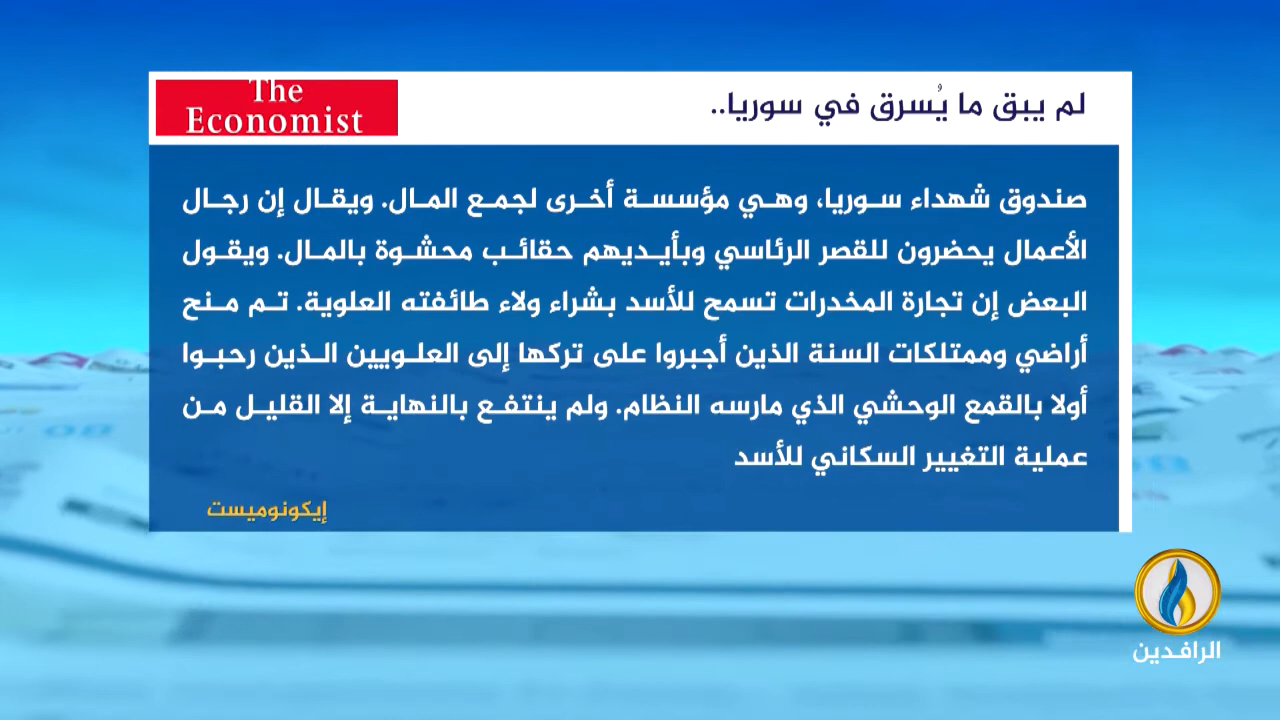 The
Economist
لم يبق ما يُسرق في سوريا..
صندوق شهداء سوريا، وهي مؤسسة أخرى لجمع المال. ويقال إن رجال
الأعمال يحضرون للقصر الرئاسي وبأيديهم حقائب محشوة بالمال. ويقول
البعض إن تجارة المخدرات تسمح للأسد بشراء ولاء طائفته العلوية. تم منح
أراضي وممتلكات السنة الذين أجبروا على تركها إلى العلويين الذين رحبوا
أولا بالقمع الوحشي الذي مارسه النظام. ولم ينتفع بالنهاية إلا القليل من
عملية التغيير السكاني للأسد
إيكونوميست
الرافدين